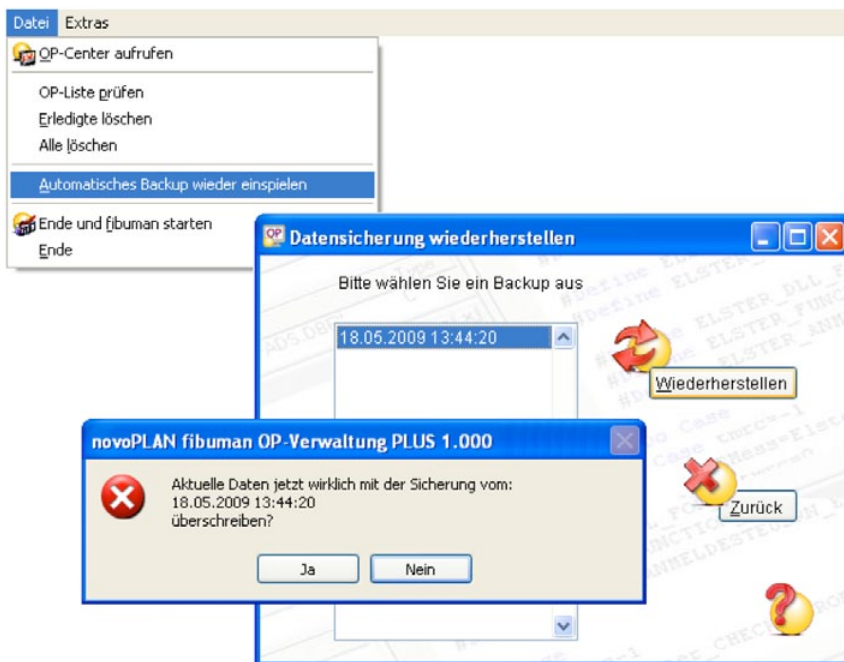 Datei Extras
OP-Center aufrufen
OP-Liste prüfen
Erledigte löschen
Alle löschen
Automatisches Backup wieder einspielen
Ende und fibuman starten
Ende
OP Datensicherung wiederherstellen
Bitte wählen Sie ein Backup aus
18.05.2009 13:44:20
Wiederherstellen
Zurück
novoPLAN fibuman OP-Verwaltung PLUS 1.000
Aktuelle Daten jetzt wirklich mit der Sicherung vom:
18.05.2009 13:44:20
überschreiben?
Ja Nein